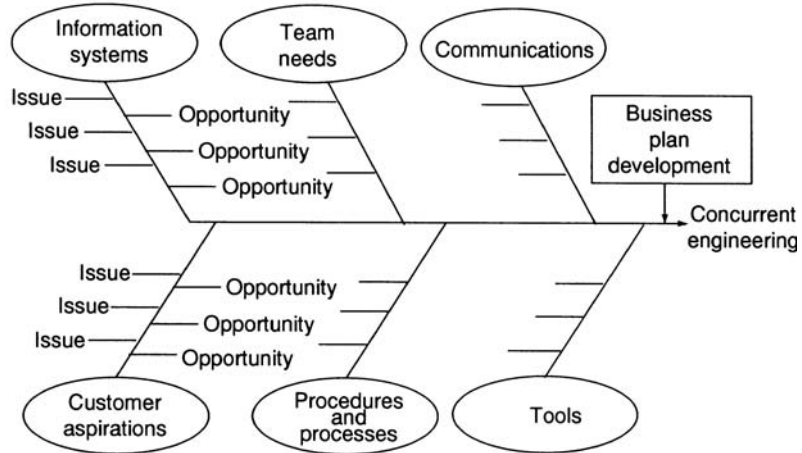 Information
systems
Team
needs
Communications
Issue
Opportunity
Issue
Opportunity
Issue
Opportunity
Business
plan
development
Concurrent
engineering
Issue
Opportunity
Issue
Opportunity
Issue
Opportunity
Customer
aspirations
Procedures
and
processes
Tools